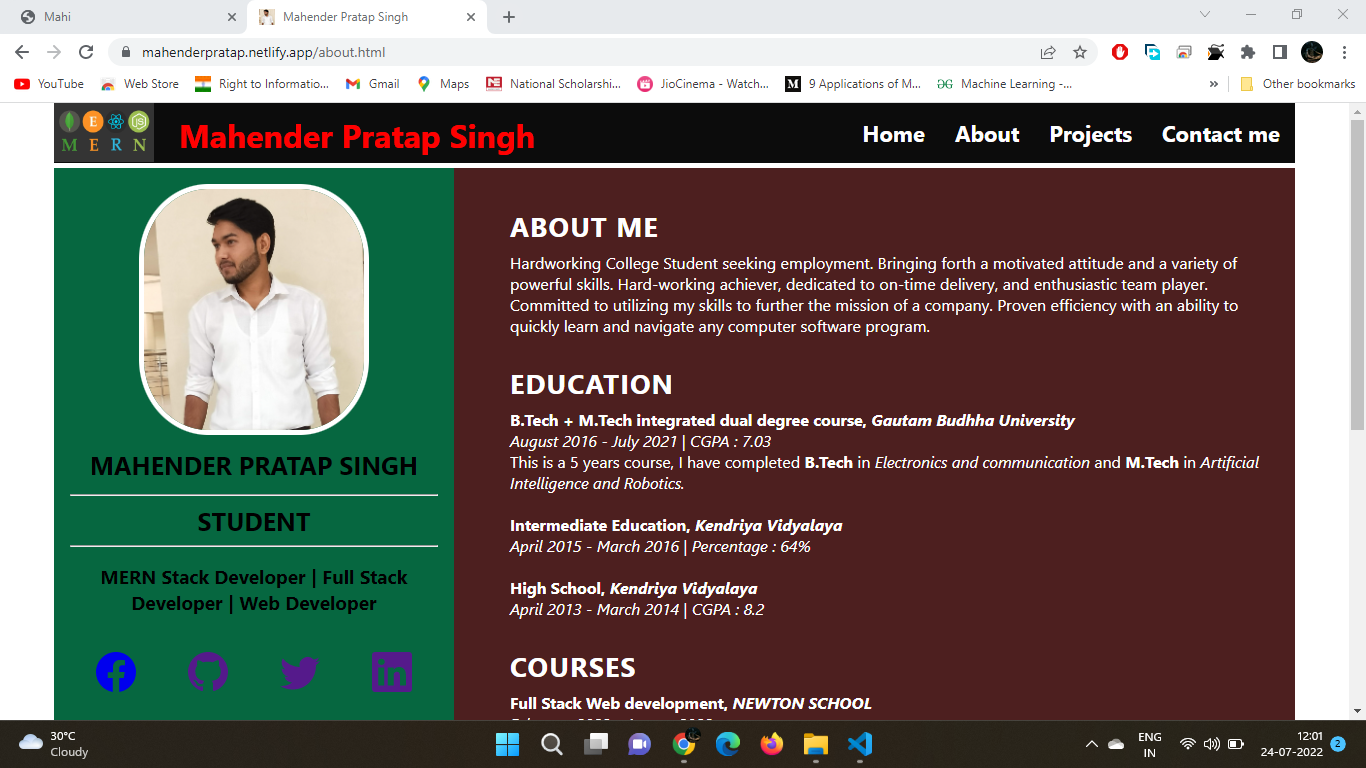 Mahi
Mahender Pratap Singh
mahenderpratap.netlify.app/about.html
YouTube
Web Store
Right to Informatio...
Gmail
Maps
National Scholarshi...
JioCinema - Watch...
9 Applications of M...
Machine Learning -...
»
Other bookmarks
M E R N
Mahender Pratap Singh
Home
About
Projects
Contact me
MAHENDER PRATAP SINGH
STUDENT
MERN Stack Developer | Full Stack
Developer | Web Developer
ABOUT ME
Hardworking College Student seeking employment. Bringing forth a motivated attitude and a variety of
powerful skills. Hard-working achiever, dedicated to on-time delivery, and enthusiastic team player.
Committed to utilizing my skills to further the mission of a company. Proven efficiency with an ability to
quickly learn and navigate any computer software program.
EDUCATION
B.Tech + M.Tech integrated dual degree course, Gautam Budhha University
August 2016 - July 2021 | CGPA : 7.03
This is a 5 years course, I have completed B.Tech in Electronics and communication and M.Tech in Artificial
Intelligence and Robotics.
Intermediate Education, Kendriya Vidyalaya
April 2015 - March 2016 | Percentage : 64%
High School, Kendriya Vidyalaya
April 2013 - March 2014 | CGPA : 8.2
COURSES
Full Stack Web development, NEWTON SCHOOL
30°C
Cloudy
ENG
IN
12:01
24-07-2022
2